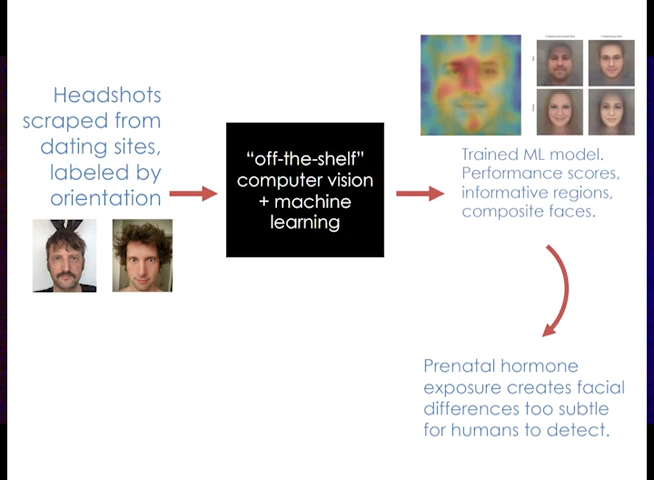 Headshots
scraped from
dating sites,
labeled by
orientation
“off-the-shelf”
computer vision
+ machine
learning
Trained ML model.
Performance scores,
informative regions,
composite faces.
Prenatal hormone
exposure creates facial
differences too subtle
for humans to detect.